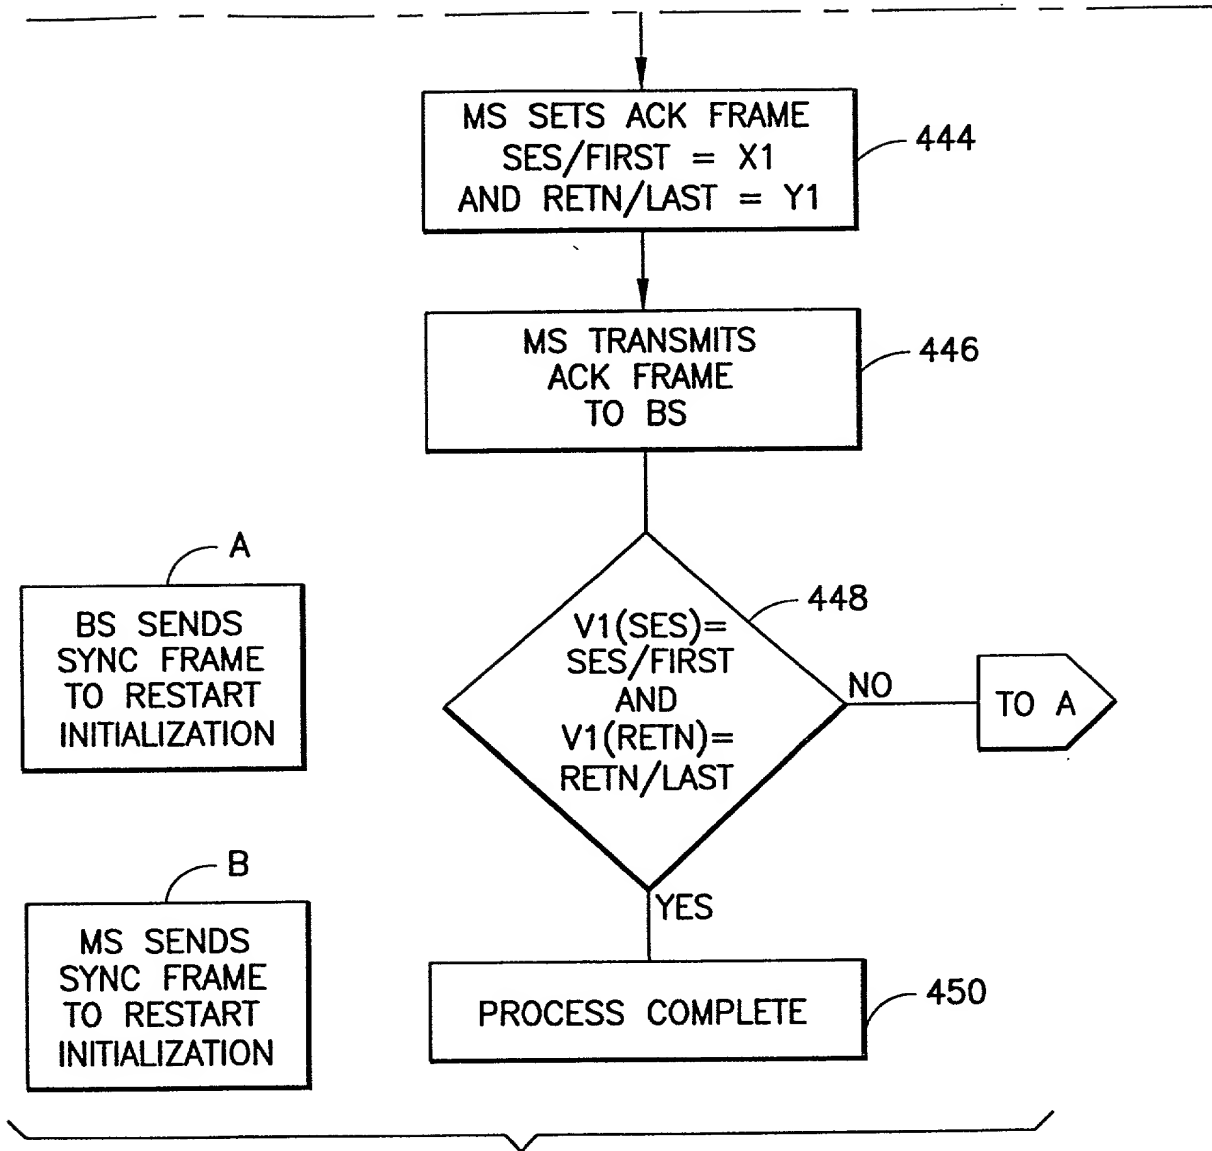 MS SETS ACK FRAME
SES/FIRST = X1
AND RETN/LAST = Y1
444
MS TRANSMITS
ACK FRAME
TO BS
446
A
BS SENDS
SYNC FRAME
TO RESTART
INITIALIZATION
448
V1(SES)=
SES/FIRST
AND
V1(RETN)=
RETN/LAST
NO
TO A
YES
B
MS SENDS
SYNC FRAME
TO RESTART
INITIALIZATION
PROCESS COMPLETE
450